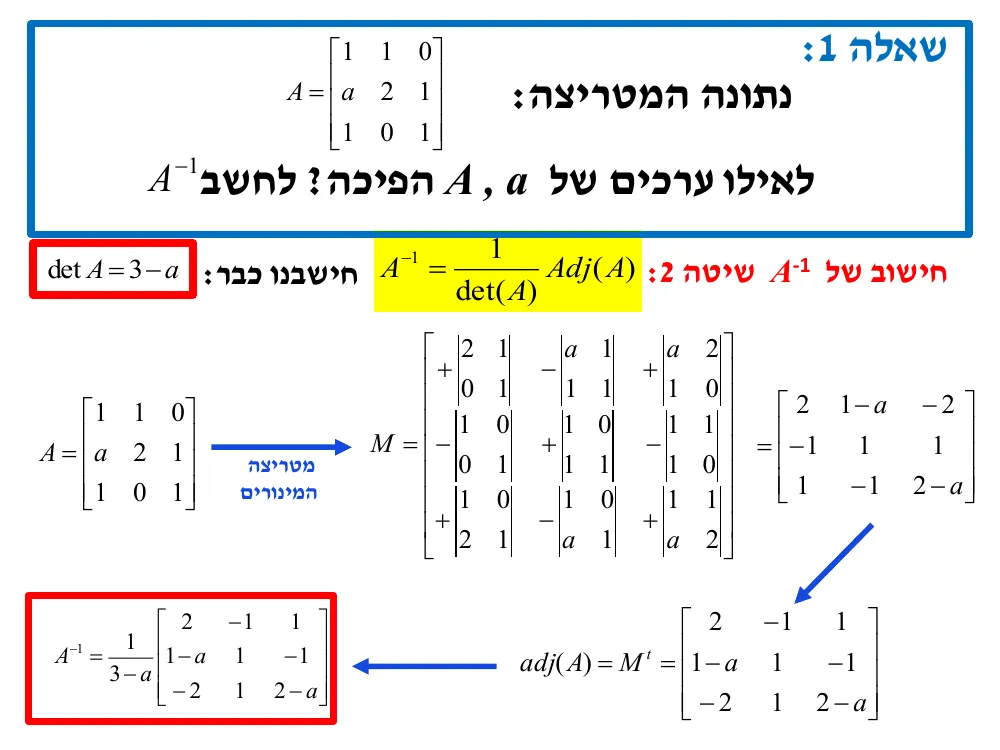 שאלה 1:
נתונה המטריצה: A = [1 1 0; a 2 1; 1 0 1]
לאילו ערכים של a , A הפיכה? לחשב A⁻¹
חישוב של A⁻¹ שיטה 2: A⁻¹ = 1/det(A) Adj(A) חישבנו כבר: det A = 3 − a
A = [1 1 0; a 2 1; 1 0 1]
מטריצה
המינורים
M = [+|2 1; 0 1| −|a 1; 1 1| +|a 2; 1 0|; −|1 0; 0 1| +|1 0; 1 1| −|1 1; 1 0|; +|1 0; 2 1| −|1 0; a 1| +|1 1; a 2|]
= [2 1−a −2; −1 1 1; 1 −1 2−a]
adj(A) = Mᵗ = [2 −1 1; 1−a 1 −1; −2 1 2−a]
A⁻¹ = 1/(3−a) [2 −1 1; 1−a 1 −1; −2 1 2−a]